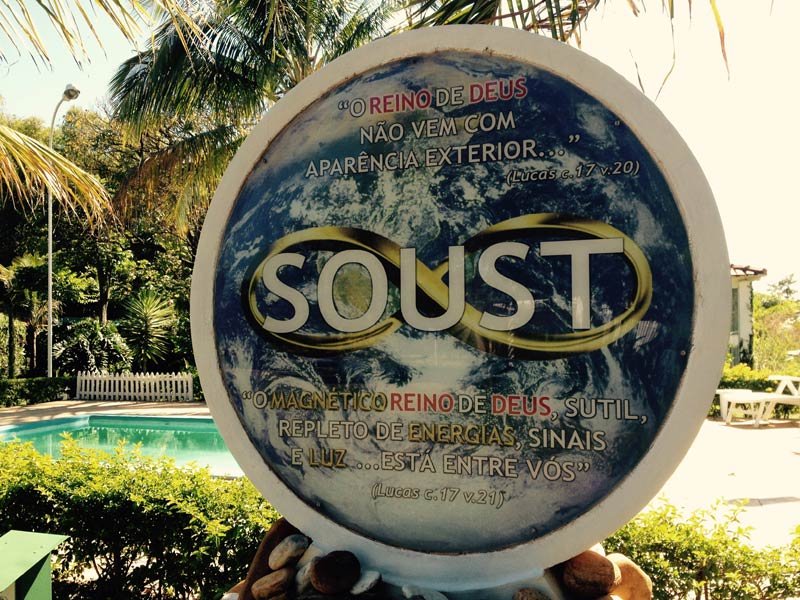 “O REINO DE DEUS
NÃO VEM COM
APARÊNCIA EXTERIOR...”
(Lucas c.17 v.20)
SOUST
“O MAGNÉTICO REINO DE DEUS, SUTIL,
REPLETO DE ENERGIAS, SINAIS
E LUZ ...ESTÁ ENTRE VÓS”
(Lucas c.17 v.21)